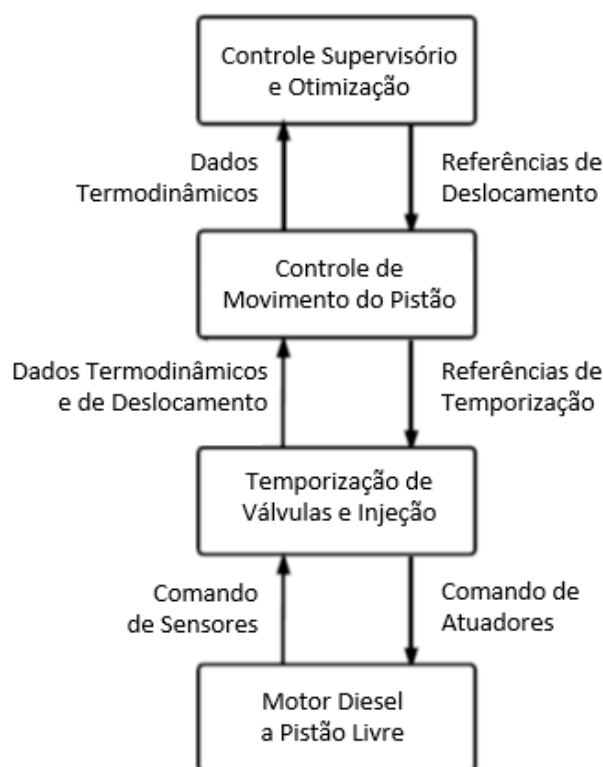 Controle Supervisório
e Otimização
Dados
Termodinâmicos
Referências de
Deslocamento
Controle de
Movimento do Pistão
Dados Termodinâmicos
e de Deslocamento
Referências de
Temporização
Temporização de
Válvulas e Injeção
Comando
de Sensores
Comando de
Atuadores
Motor Diesel
a Pistão Livre